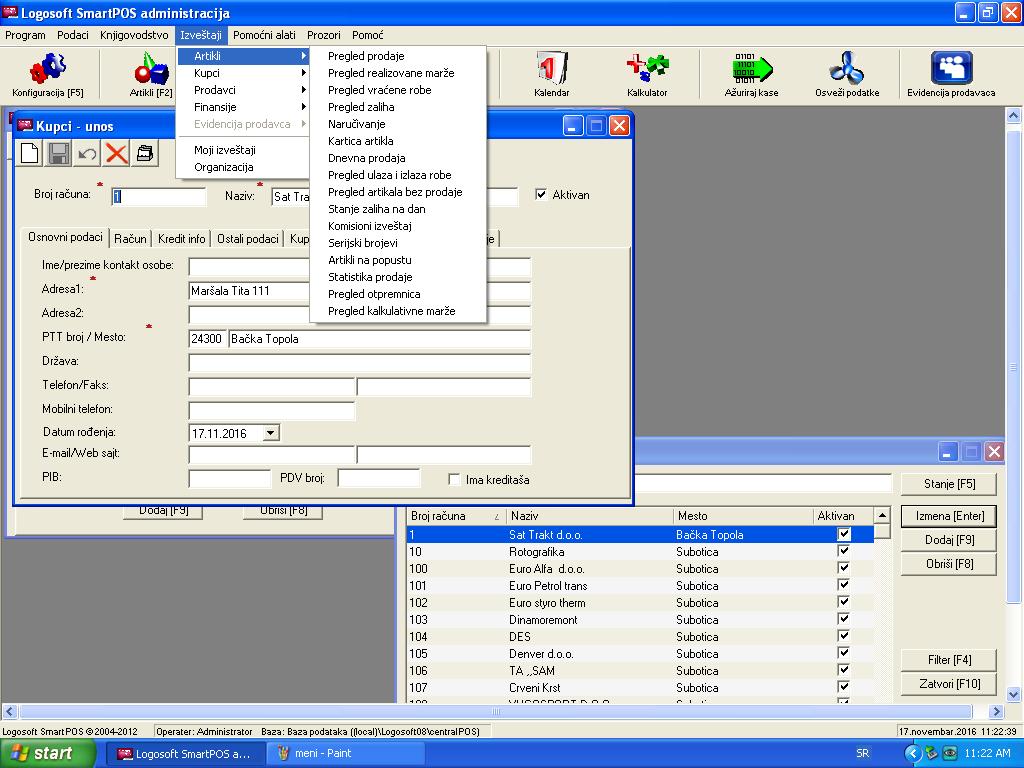 Logosoft SmartPOS administracija
Program Podaci Knjigovodstvo Izveštaji Pomoćni alati Prozori Pomoć
Konfiguracija [F5] Artikli [F2] Kalendar Kalkulator Ažuriraj kase Osveži podatke Evidencija prodavaca
Artikli
Kupci
Prodavci
Finansije
Evidencija prodavca
Moji izveštaji
Organizacija
Pregled prodaje
Pregled realizovane marže
Pregled vraćene robe
Pregled zaliha
Naručivanje
Kartica artikla
Dnevna prodaja
Pregled ulaza i izlaza robe
Pregled artikala bez prodaje
Stanje zaliha na dan
Komisioni izveštaj
Serijski brojevi
Artikli na popustu
Statistika prodaje
Pregled otpremnica
Pregled kalkulativne marže
Kupci - unos
Broj računa: * 1 Naziv: * Sat Tra Aktivan
Osnovni podaci Račun Kredit info Ostali podaci Kup
Ime/prezime kontakt osobe:
Adresa1: * Maršala Tita 111
Adresa2:
PTT broj / Mesto: * 24300 Bačka Topola
Država:
Telefon/Faks:
Mobilni telefon:
Datum rođenja: 17.11.2016
E-mail/Web sajt:
PIB: PDV broj: Ima kreditaša
Dodaj [F9] Obriši [F8]
Stanje [F5]
Izmena [Enter]
Dodaj [F9]
Obriši [F8]
Filter [F4]
Zatvori [F10]
Broj računa Naziv Mesto Aktivan
1 Sat Trakt d.o.o. Bačka Topola
10 Rotografika Subotica
100 Euro Alfa d.o.o. Subotica
101 Euro Petrol trans Subotica
102 Euro styro therm Subotica
103 Dinamoremont Subotica
104 DES Subotica
105 Denver d.o.o. Subotica
106 TA ,,SAM Subotica
107 Crveni Krst Subotica
Logosoft SmartPOS ©2004-2012 Operater: Administrator Baza: Baza podataka ((local)\Logosoft08\centralPOS) 17.novembar.2016 11:22:39
start Logosoft SmartPOS a... meni - Paint SR 11:22 AM